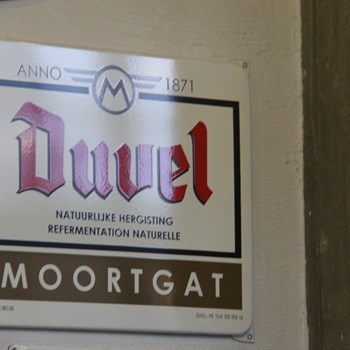 ANNO M 1871
Duvel
NATUURLIJKE HERGISTING
REFERMENTATION NATURELLE
MOORTGAT